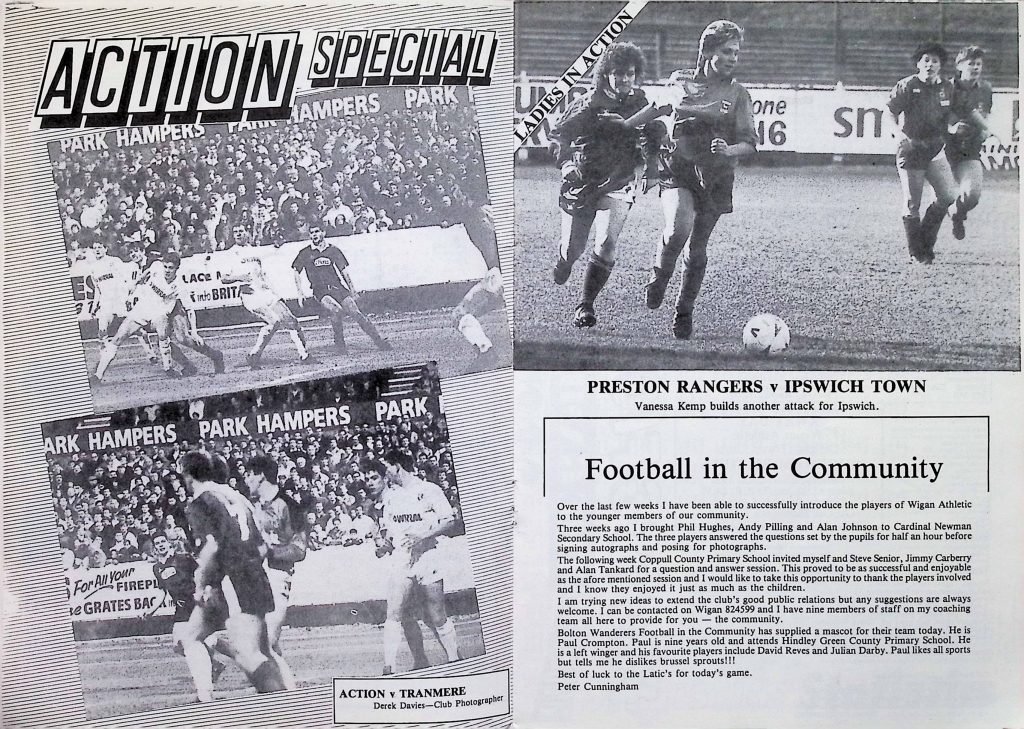 ACTION SPECIAL
PARK HAMPERS PARK HAMPERS PARK
LACE
into BRITA
ARK HAMPERS PARK HAMPERS PARK
For All Your
FIREPL
GRATES BAC
ACTION v TRANMERE
Derek Davies—Club Photographer
LADIES IN ACTION
one
N6
sm
PRESTON RANGERS v IPSWICH TOWN
Vanessa Kemp builds another attack for Ipswich.
Football in the Community
Over the last few weeks I have been able to successfully introduce the players of Wigan Athletic
to the younger members of our community.
Three weeks ago I brought Phil Hughes, Andy Pilling and Alan Johnson to Cardinal Newman
Secondary School. The three players answered the questions set by the pupils for half an hour before
signing autographs and posing for photographs.
The following week Coppull County Primary School invited myself and Steve Senior, Jimmy Carberry
and Alan Tankard for a question and answer session. This proved to be as successful and enjoyable
as the afore mentioned session and I would like to take this opportunity to thank the players involved
and I know they enjoyed it just as much as the children.
I am trying new ideas to extend the club's good public relations but any suggestions are always
welcome. I can be contacted on Wigan 824599 and I have nine members of staff on my coaching
team all here to provide for you — the community.
Bolton Wanderers Football in the Community has supplied a mascot for their team today. He is
Paul Crompton. Paul is nine years old and attends Hindley Green County Primary School. He
is a left winger and his favourite players include David Reves and Julian Darby. Paul likes all sports
but tells me he dislikes brussel sprouts!!!
Best of luck to the Latic's for today's game.
Peter Cunningham